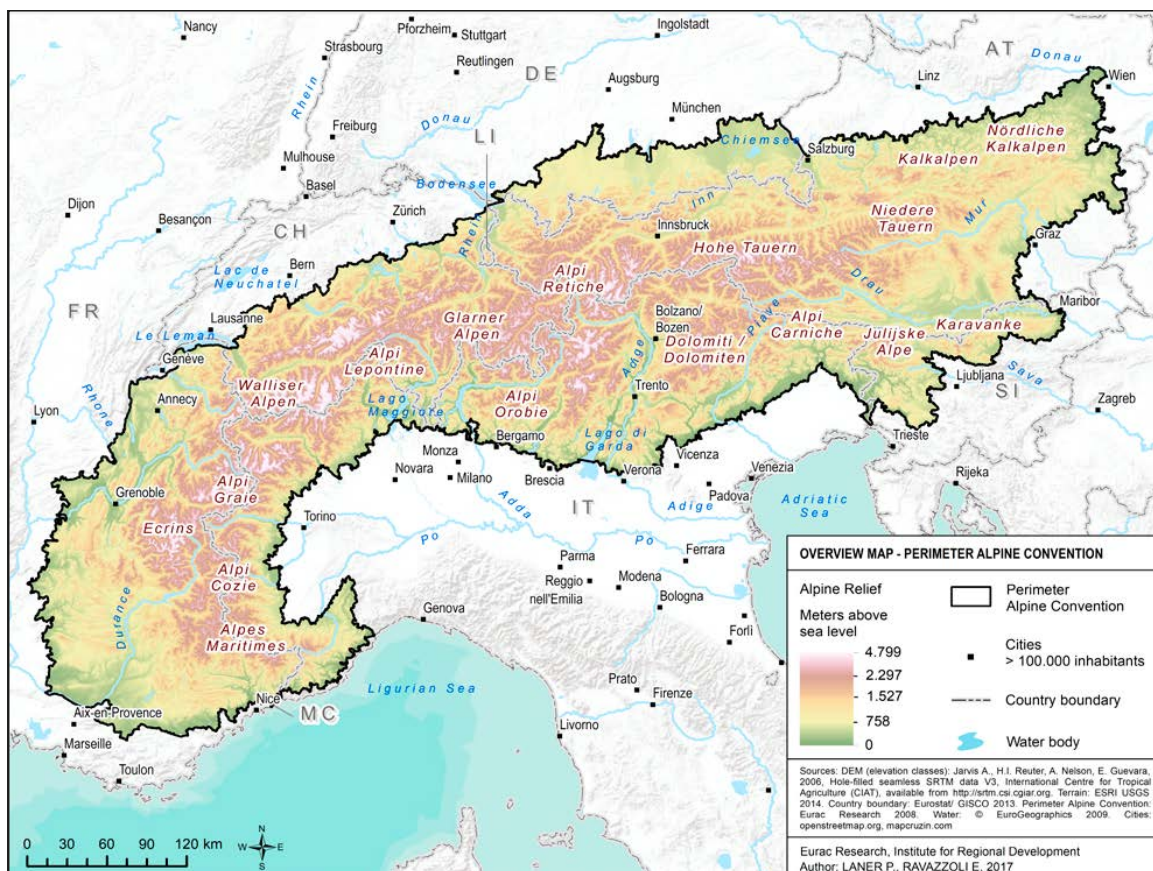 Nancy
Pforzheim
Stuttgart
Strasbourg
Reutlingen
DE
Ingolstadt
AT
Donau
Linz
Wien
Augsburg
Rhein
München
Freiburg
Donau
LI
Chiemsee
Salzburg
Nördliche
Kalkalpen
Kalkalpen
Mulhouse
Basel
Bodensee
Inn
Dijon
Besançon
Zürich
CH
Rhein
Innsbruck
Niedere
Tauern
Mur
Graz
Hohe Tauern
Bern
Lac de
Neuchatel
Alpi
Retiche
Drau
FR
Lausanne
Le Leman
Glarner
Alpen
Bolzano/
Bozen
Piave
Maribor
Dolomiti /
Dolomiten
Alpi
Carniche
Julijske
Alpe
Karavanke
Genève
Alpi
Lepontine
Adige
Walliser
Alpen
Ljubljana
Sava
SI
Lyon
Rhone
Annecy
Lago
Maggiore
Alpi
Orobie
Trento
Zagreb
Bergamo
Lago di
Garda
Trieste
Monza
Novara
Milano
Brescia
Verona
Vicenza
Venezia
Padova
Rijeka
Grenoble
Alpi
Graie
Adda
IT
Adige
Adriatic
Sea
Ecrins
Torino
Po
Po
Parma
Ferrara
Reggio
nell'Emilia
Modena
Alpi
Cozie
Bologna
Durance
Genova
Forlì
Alpes
Maritimes
Ligurian Sea
Prato
Firenze
Nice
MC
Aix-en-Provence
Livorno
Marseille
Toulon
0 30 60 90 120 km
N
W E
S
OVERVIEW MAP - PERIMETER ALPINE CONVENTION
Alpine Relief
Meters above
sea level
4.799
2.297
1.527
758
0
Perimeter
Alpine Convention
Cities
> 100.000 inhabitants
Country boundary
Water body
Sources: DEM (elevation classes): Jarvis A., H.I. Reuter, A. Nelson, E. Guevara,
2006, Hole-filled seamless SRTM data V3, International Centre for Tropical
Agriculture (CIAT), available from http://srtm.csi.cgiar.org. Terrain: ESRI USGS
2014. Country boundary: Eurostat/ GISCO 2013. Perimeter Alpine Convention:
Eurac Research 2008. Water: © EuroGeographics 2009. Cities:
openstreetmap.org, mapcruzin.com
Eurac Research, Institute for Regional Development
Author: LANER P., RAVAZZOLI E. 2017